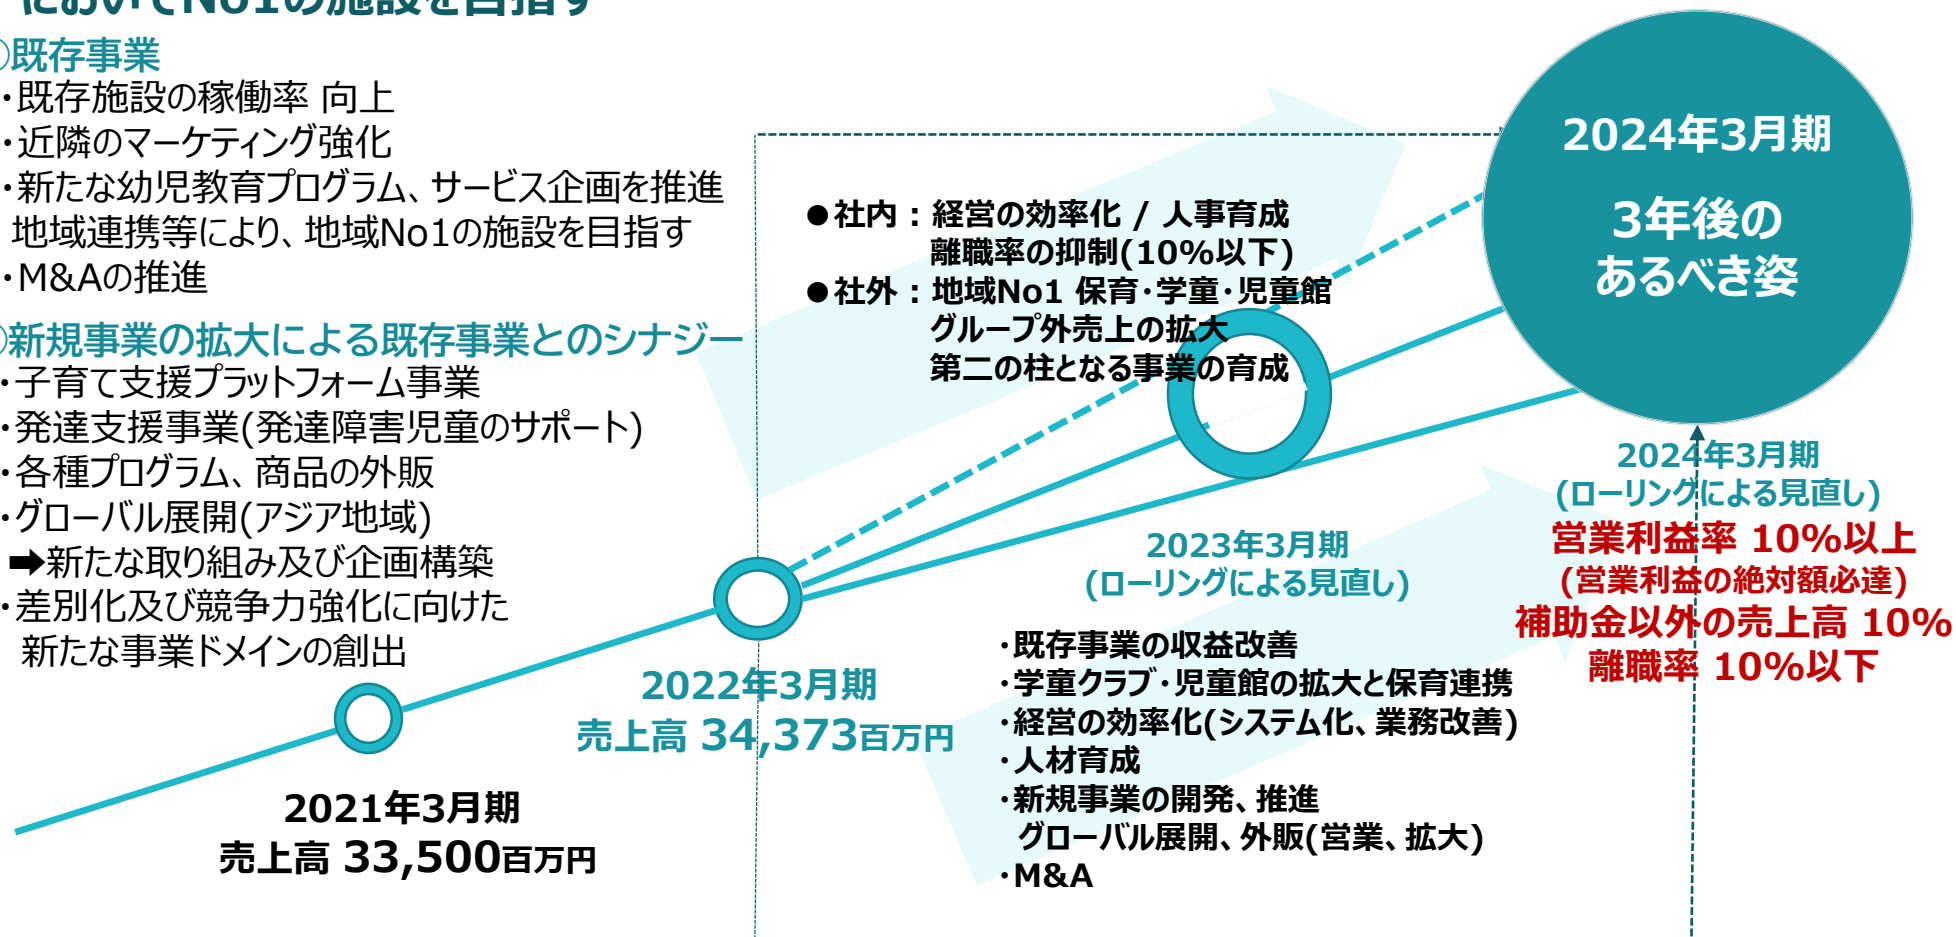 においてNo1の施設を目指す
既存事業
・既存施設の稼働率 向上
・近隣のマーケティング強化
・新たな幼児教育プログラム、サービス企画を推進
地域連携等により、地域No1の施設を目指す
・M&Aの推進
新規事業の拡大による既存事業とのシナジー
・子育て支援プラットフォーム事業
・発達支援事業(発達障害児童のサポート)
・各種プログラム、商品の外販
・グローバル展開(アジア地域)
➡新たな取り組み及び企画構築
・差別化及び競争力強化に向けた
新たな事業ドメインの創出
●社内：経営の効率化 / 人事育成
離職率の抑制(10%以下)
●社外：地域No1 保育・学童・児童館
グループ外売上の拡大
第二の柱となる事業の育成
2024年3月期
3年後の
あるべき姿
2021年3月期
売上高 33,500百万円
2022年3月期
売上高 34,373百万円
2023年3月期
(ローリングによる見直し)
・既存事業の収益改善
・学童クラブ・児童館の拡大と保育連携
・経営の効率化(システム化、業務改善)
・人材育成
・新規事業の開発、推進
グローバル展開、外販(営業、拡大)
・M&A
2024年3月期
(ローリングによる見直し)
営業利益率 10%以上
(営業利益の絶対額必達)
補助金以外の売上高 10%
離職率 10%以下